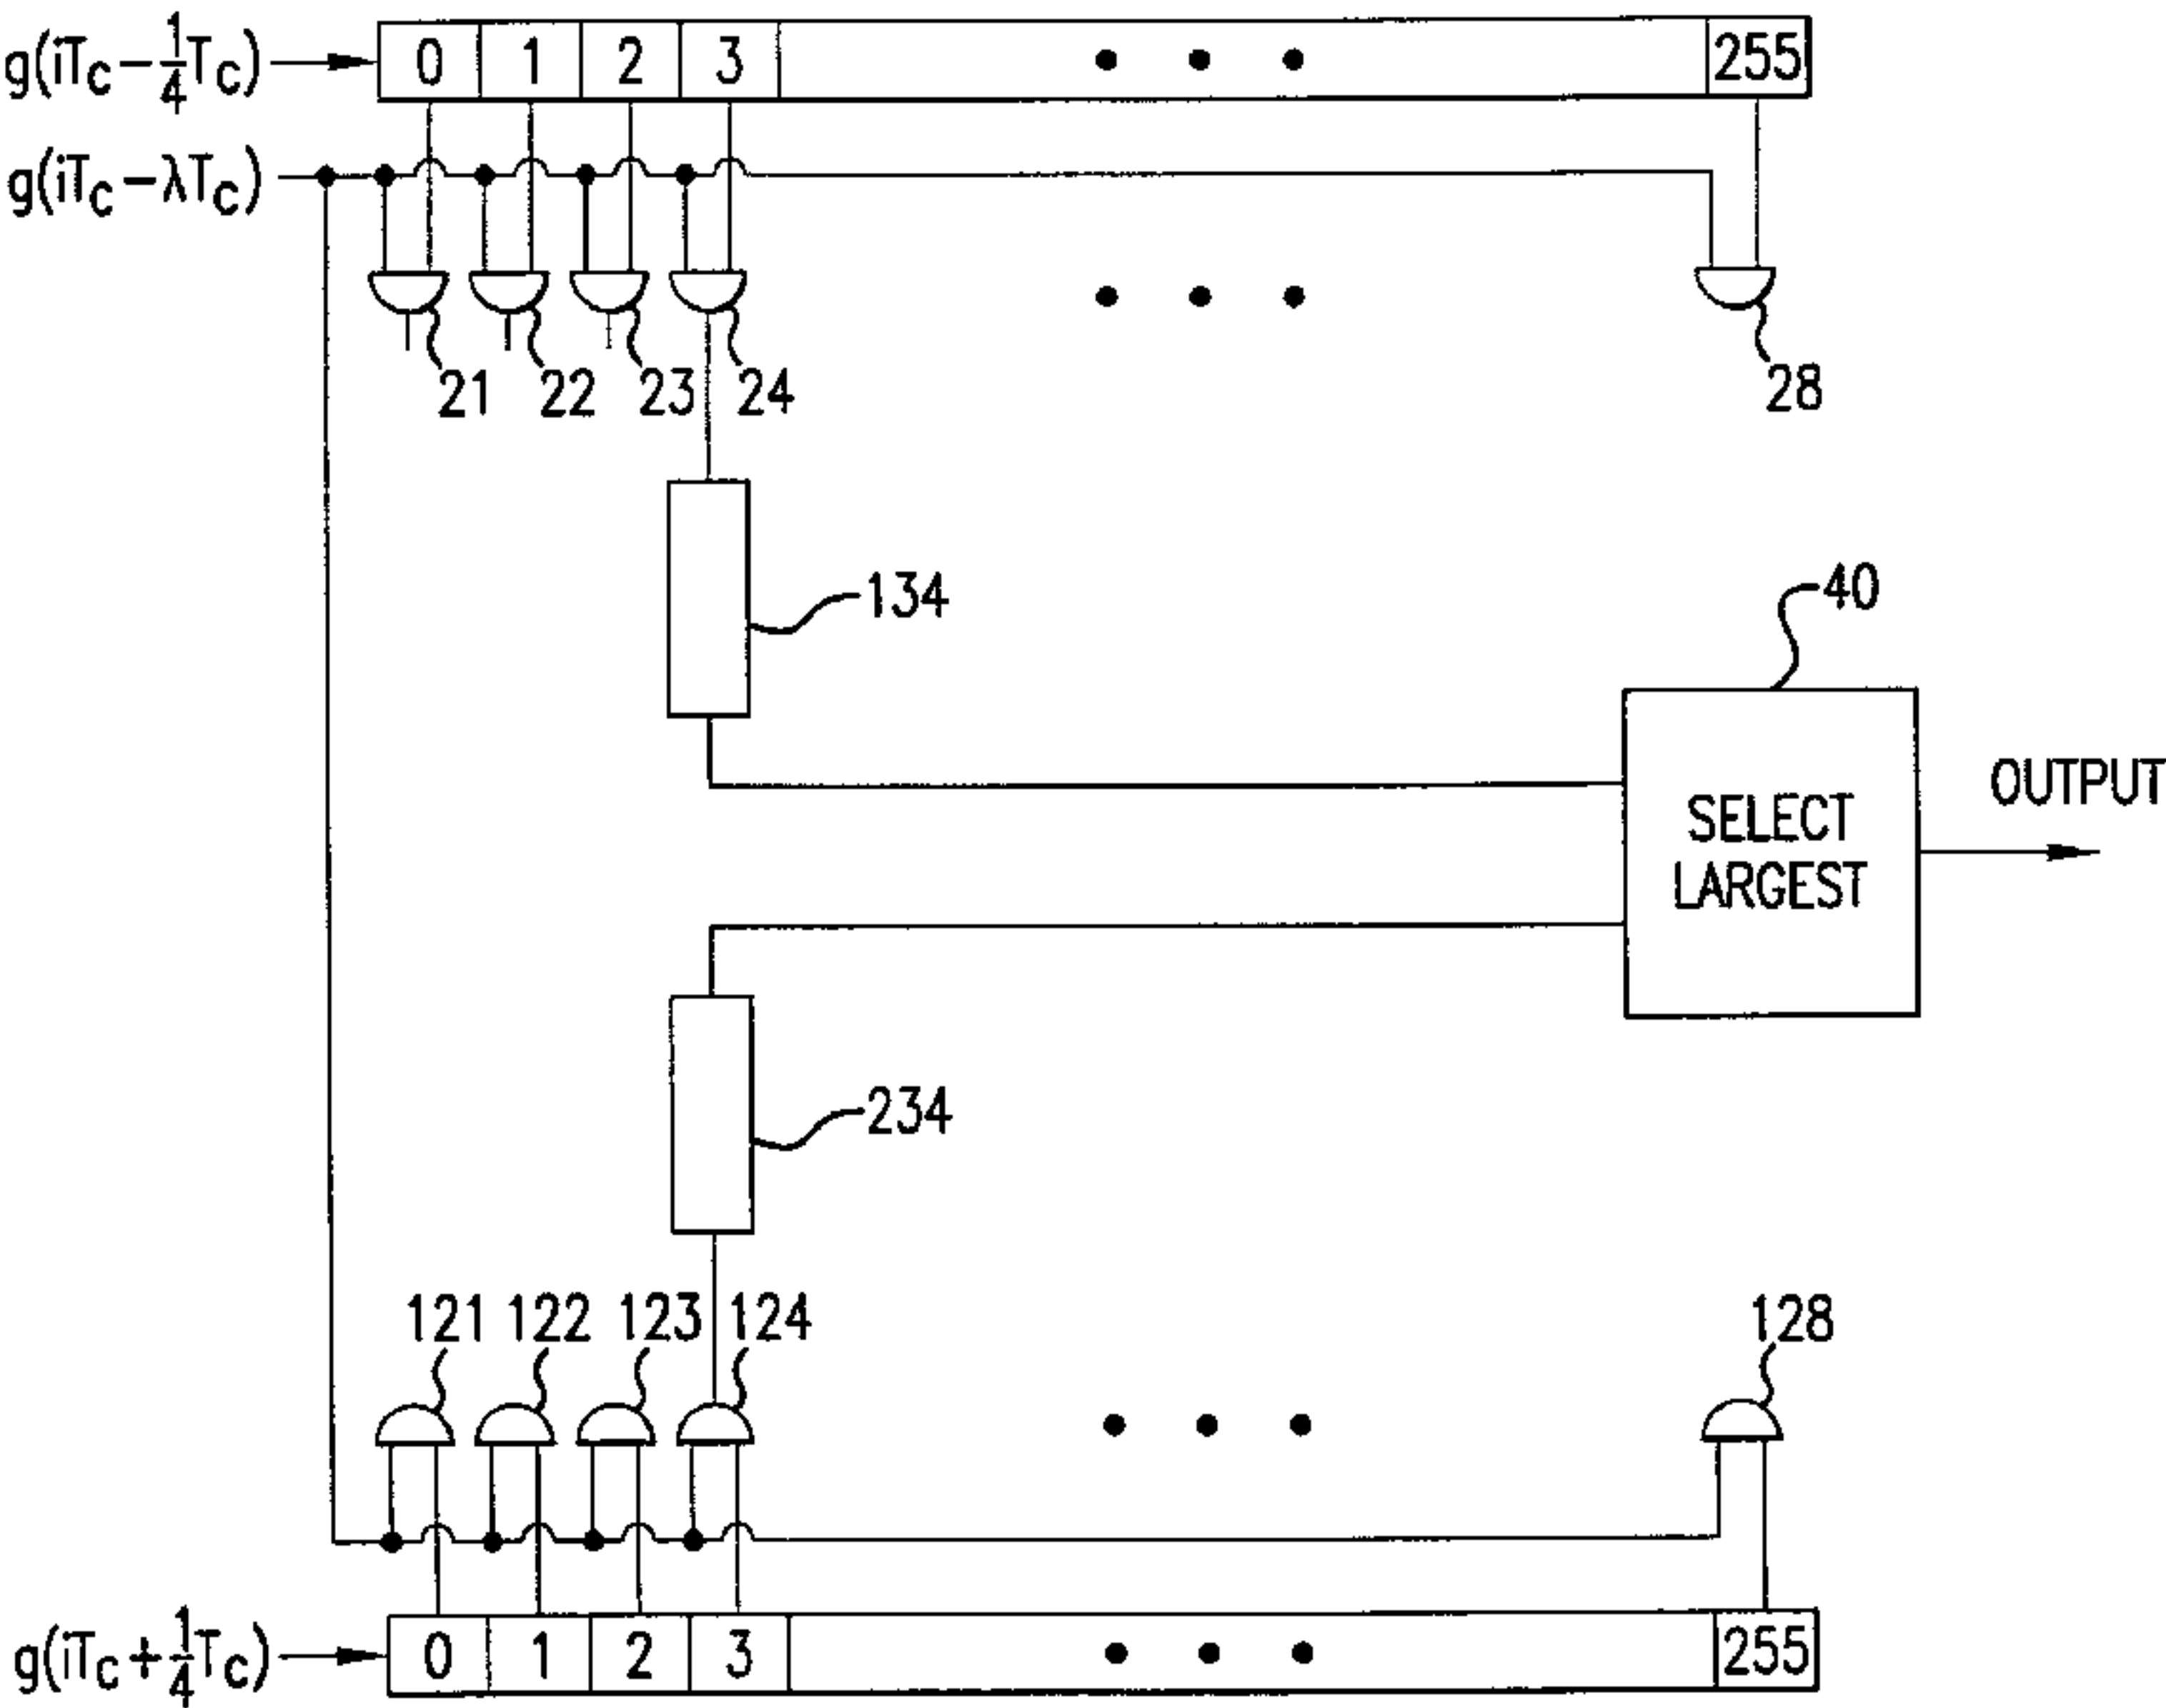 g(iTc−1/4Tc) 0 1 2 3 • • • 255
g(iTc−λTc)
• • •
21 22 23 24 28
134
40
SELECT
LARGEST
OUTPUT
234
121 122 123 124 128
• • •
g(iTc+1/4Tc) 0 1 2 3 • • • 255